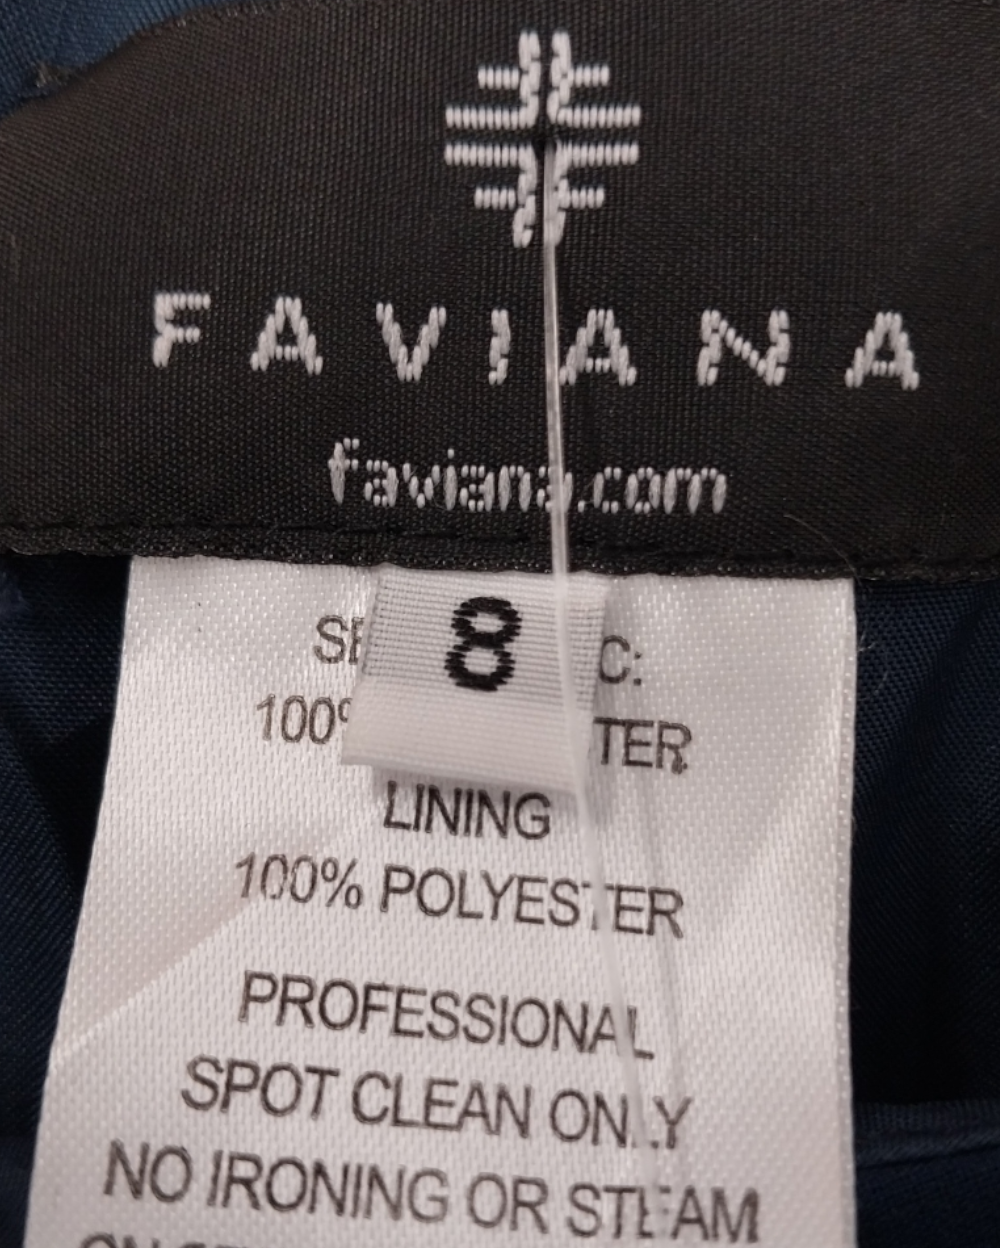 FAVIANA
faviana.com
8
LINING
100% POLYESTER
PROFESSIONAL
SPOT CLEAN ONLY
NO IRONING OR STEAM